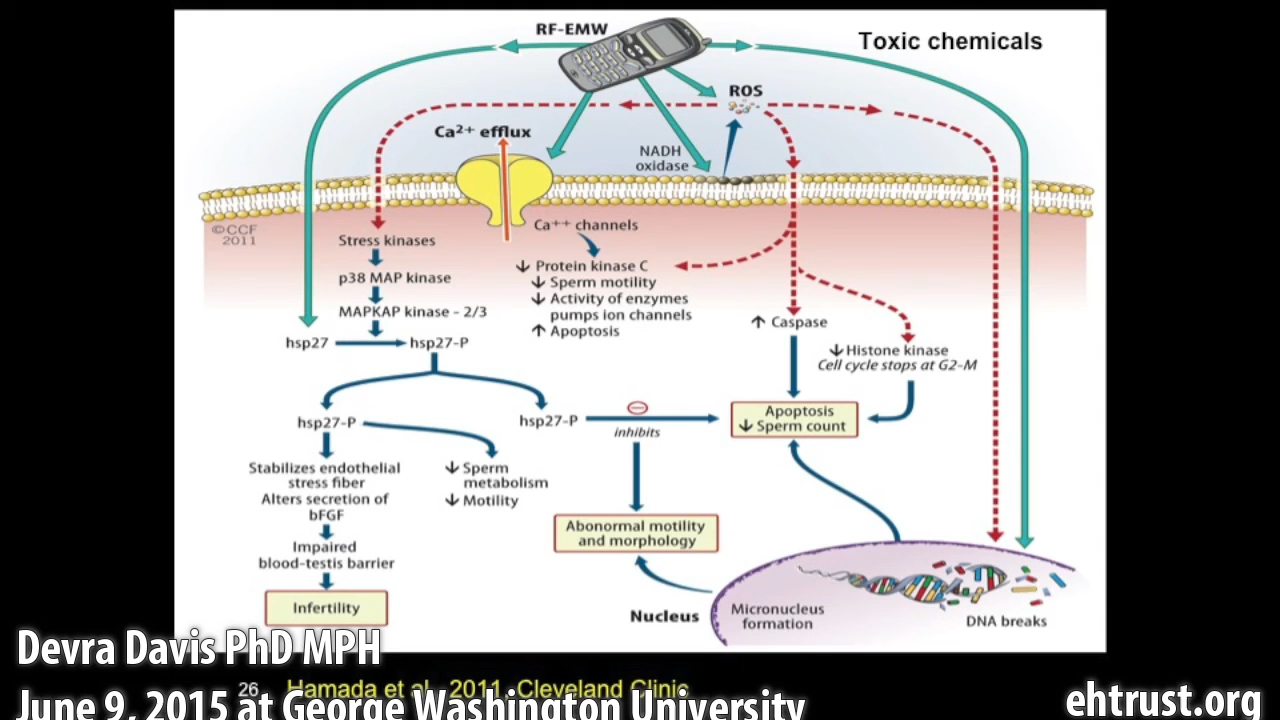 RF-EMW
Toxic chemicals
ROS
Ca²⁺ efflux
NADH
oxidase
©CCF
2011
Ca⁺⁺ channels
Stress kinases
p38 MAP kinase
MAPKAP kinase - 2/3
hsp27
hsp27-P
↓ Protein kinase C
↓ Sperm motility
↓ Activity of enzymes
pumps ion channels
↑ Apoptosis
↑ Caspase
↓ Histone kinase
Cell cycle stops at G2-M
hsp27-P
hsp27-P
inhibits
Apoptosis
↓ Sperm count
Stabilizes endothelial
stress fiber
Alters secretion of
bFGF
↓ Sperm
metabolism
↓ Motility
Impaired
blood-testis barrier
Infertility
Abonormal motility
and morphology
Nucleus
Micronucleus
formation
DNA breaks
Devra Davis PhD MPH
26 Hamada et al., 2011, Cleveland Clinic
June 9, 2015 at George Washington University
ehtrust.org